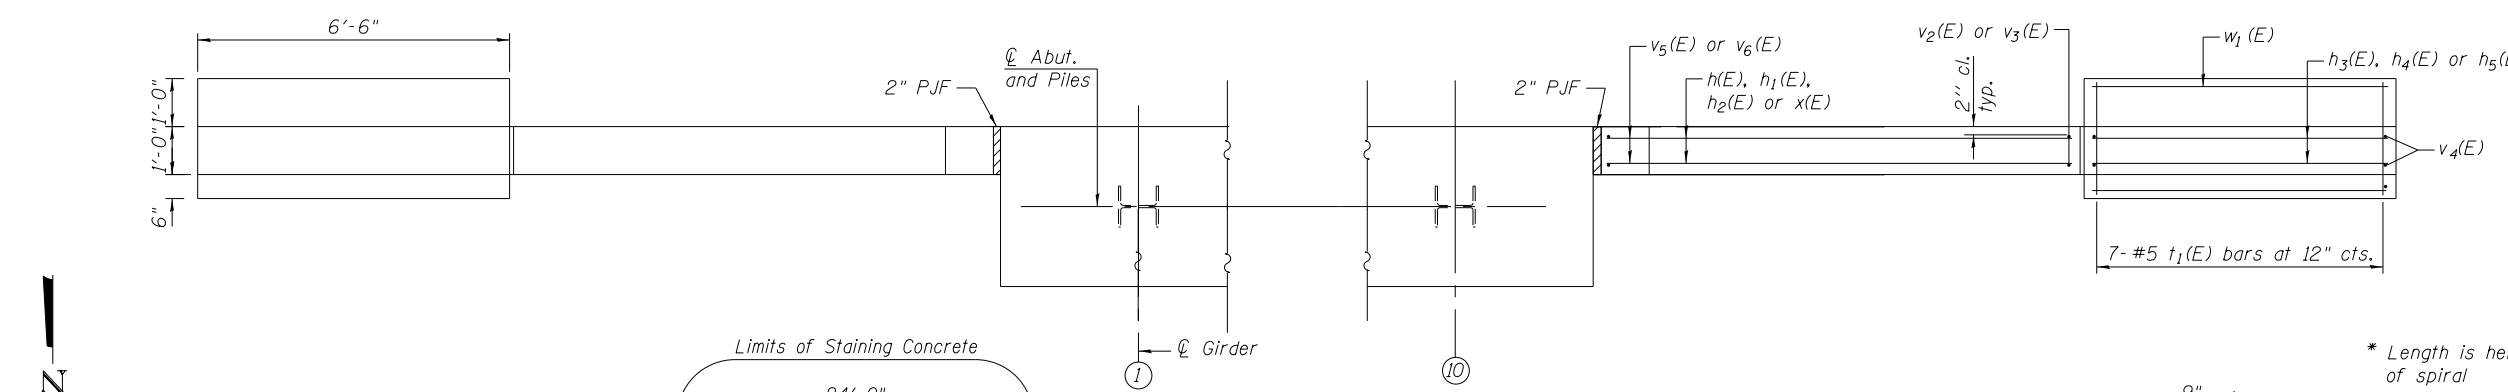 6'-6"
1'-0"
1'-0"
6"
2" PJF
℄ Abut.
and Piles
2" PJF
v5(E) or v6(E)
h(E), h1(E),
h2(E) or x(E)
v2(E) or v3(E)
2" cl.
typ.
w1 (E)
h3(E), h4(E) or h5(E
v4(E)
7- #5 t1(E) bars at 12" cts.
N
Limits of Staining Concrete
℄ Girder
1
10
* Length is
of spiral